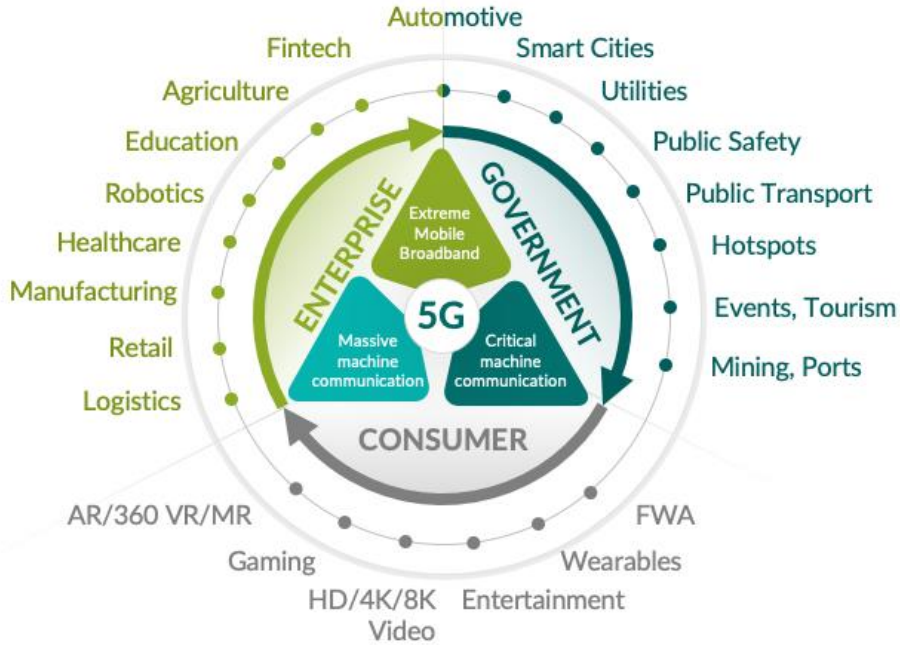 Automotive
Fintech
Smart Cities
Agriculture
Utilities
Education
Public Safety
Robotics
Public Transport
Healthcare
Hotspots
Manufacturing
Events, Tourism
Retail
Mining, Ports
Logistics
ENTERPRISE
GOVERNMENT
Extreme
Mobile
Broadband
5G
Massive
machine
communication
Critical
machine
communication
CONSUMER
AR/360 VR/MR
FWA
Gaming
Wearables
HD/4K/8K
Video
Entertainment